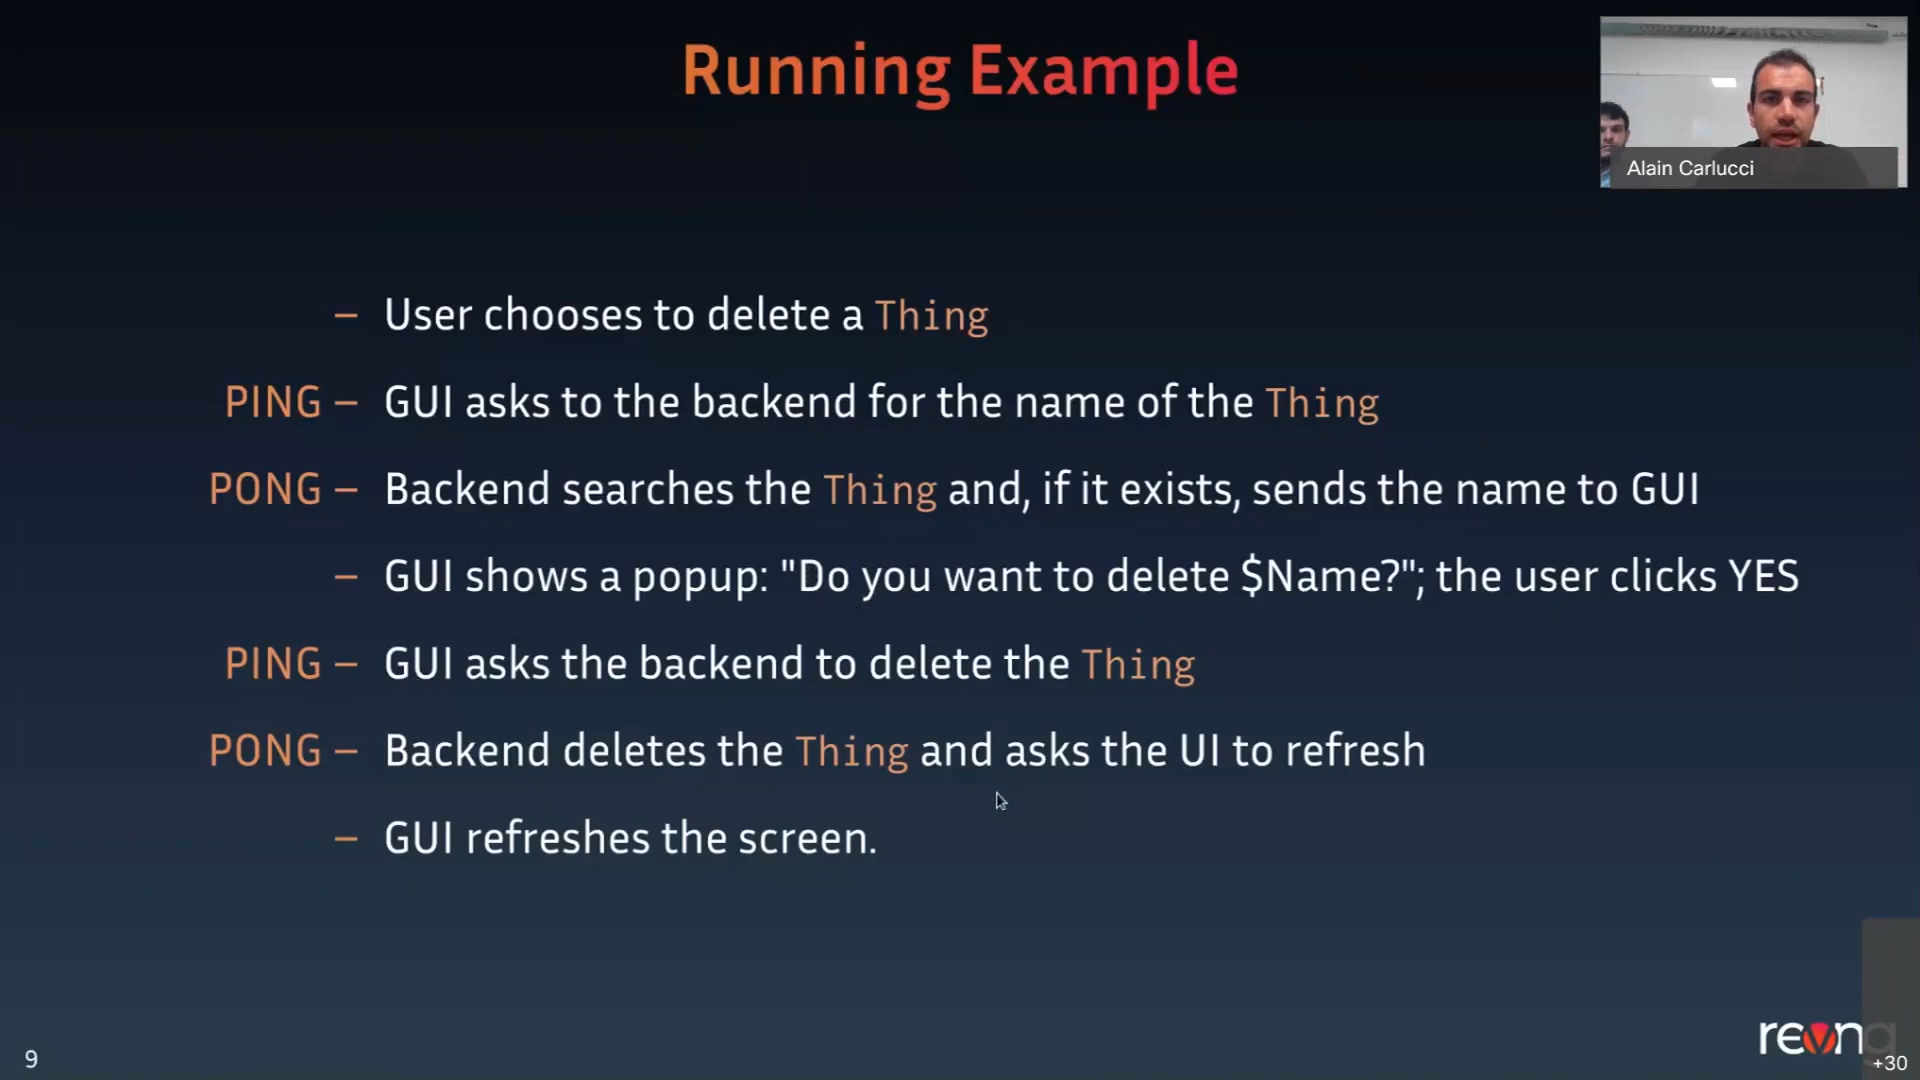 Running Example
Alain Carlucci
– User chooses to delete a Thing
PING – GUI asks to the backend for the name of the Thing
PONG – Backend searches the Thing and, if it exists, sends the name to GUI
– GUI shows a popup: "Do you want to delete $Name?"; the user clicks YES
PING – GUI asks the backend to delete the Thing
PONG – Backend deletes the Thing and asks the UI to refresh
– GUI refreshes the screen.
9
revng
+30